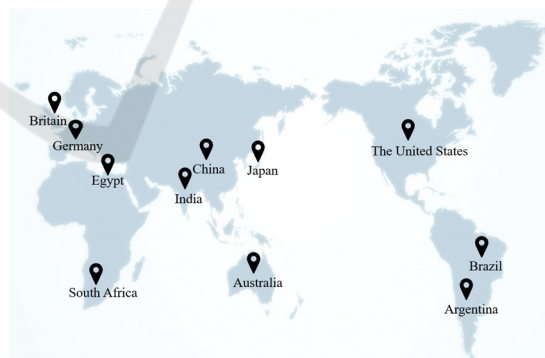 Britain
Germany
Egypt
China
Japan
India
The United States
South Africa
Australia
Brazil
Argentina